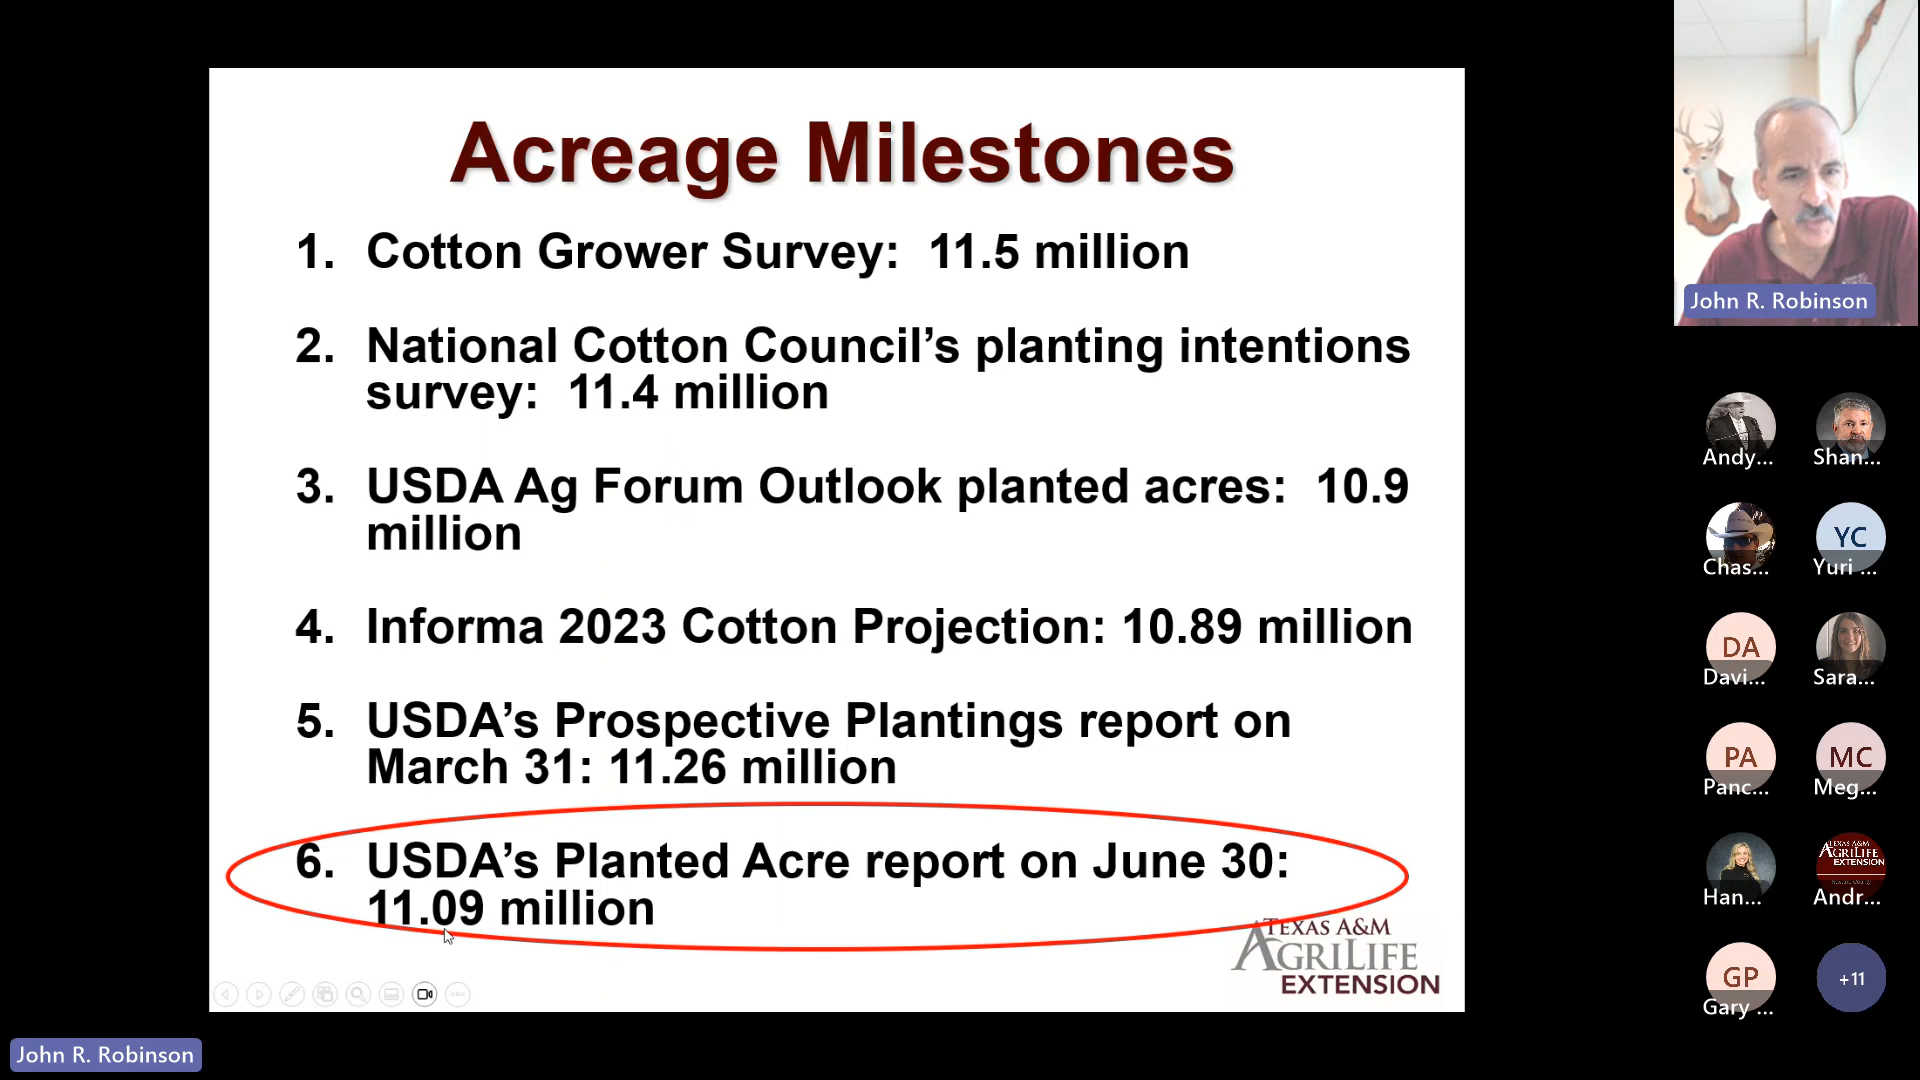 Acreage Milestones
1. Cotton Grower Survey: 11.5 million
2. National Cotton Council’s planting intentions
survey: 11.4 million
3. USDA Ag Forum Outlook planted acres: 10.9
million
4. Informa 2023 Cotton Projection: 10.89 million
5. USDA’s Prospective Plantings report on
March 31: 11.26 million
6. USDA’s Planted Acre report on June 30:
11.09 million
TEXAS A&M
AGRILIFE
EXTENSION
John R. Robinson
Andy...
Shan...
Chas...
YC
Yuri ...
DA
Davi...
Sara...
PA
Panc...
MC
Meg...
Han...
TEXAS A&M
AGRILIFE
EXTENSION
Andr...
GP
Gary ...
+11
John R. Robinson